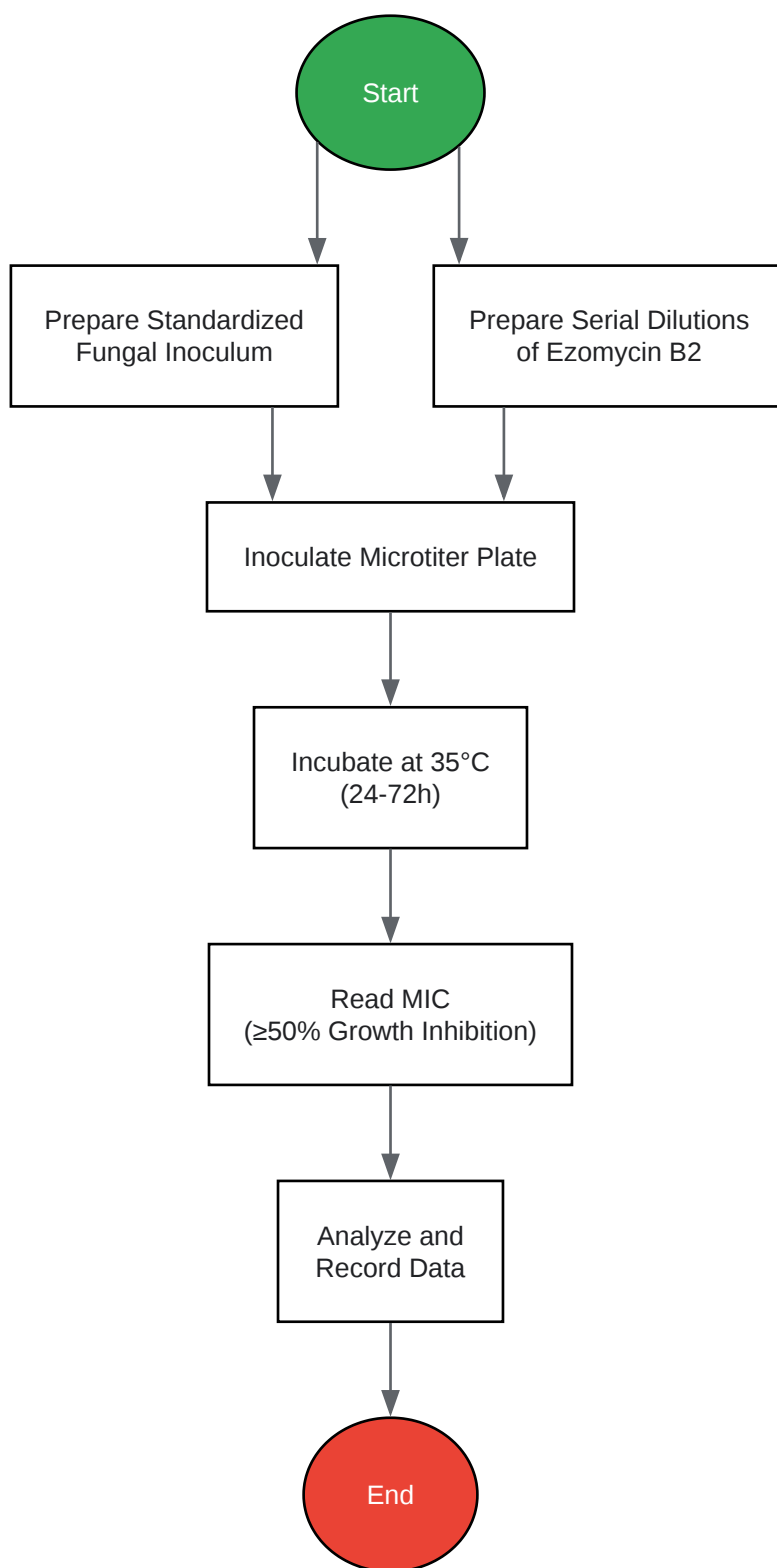 Start
Prepare Standardized
Fungal Inoculum
Prepare Serial Dilutions
of Ezomycin B2
Inoculate Microtiter Plate
Incubate at 35°C
(24-72h)
Read MIC
(≥50% Growth Inhibition)
Analyze and
Record Data
End